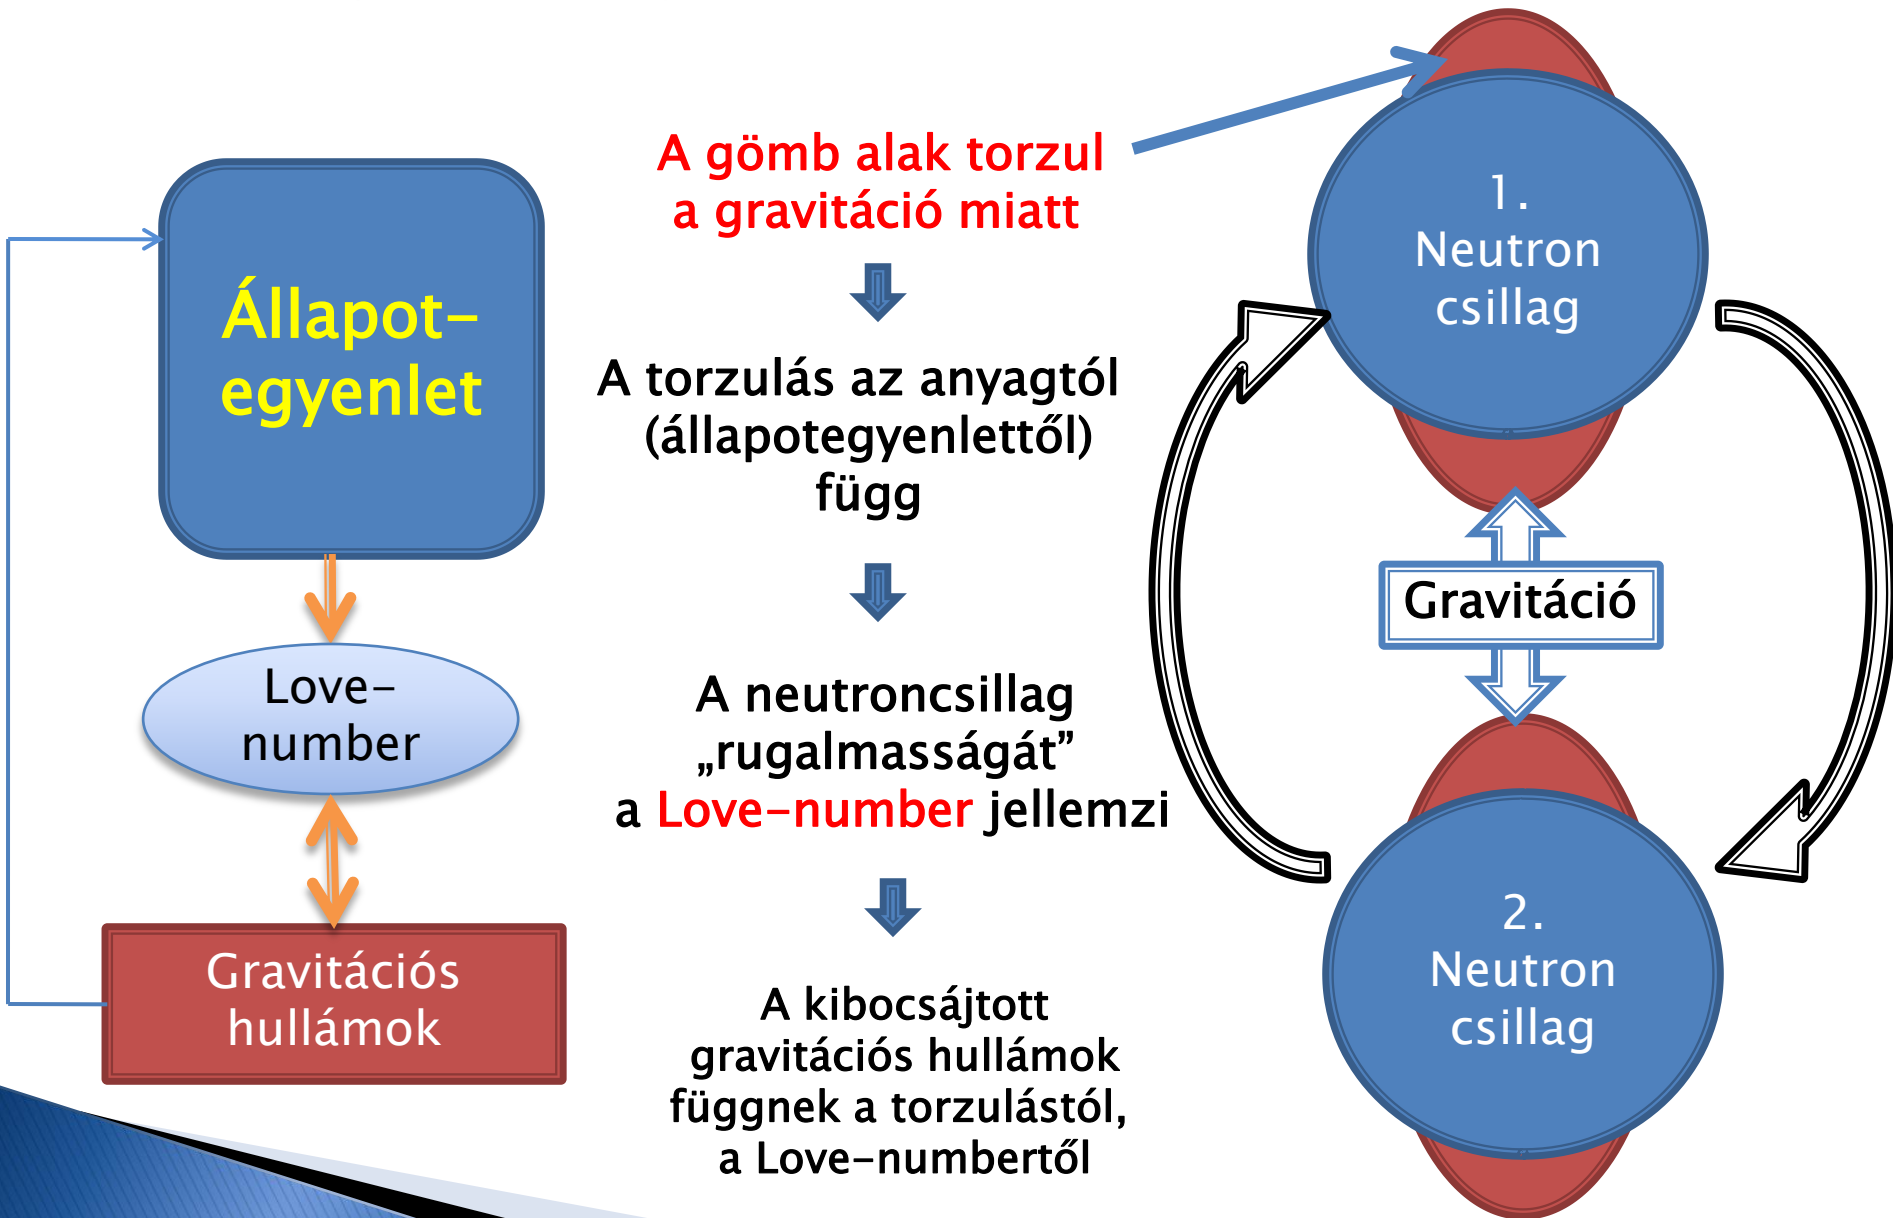 Állapot-
egyenlet
Love-
number
Gravitációs
hullámok
A gömb alak torzul
a gravitáció miatt
A torzulás az anyagtól
(állapotegyenlettől)
függ
A neutroncsillag
„rugalmasságát”
a Love-number jellemzi
A kibocsájtott
gravitációs hullámok
függnek a torzulástól,
a Love-numbertől
1.
Neutron
csillag
Gravitáció
2.
Neutron
csillag